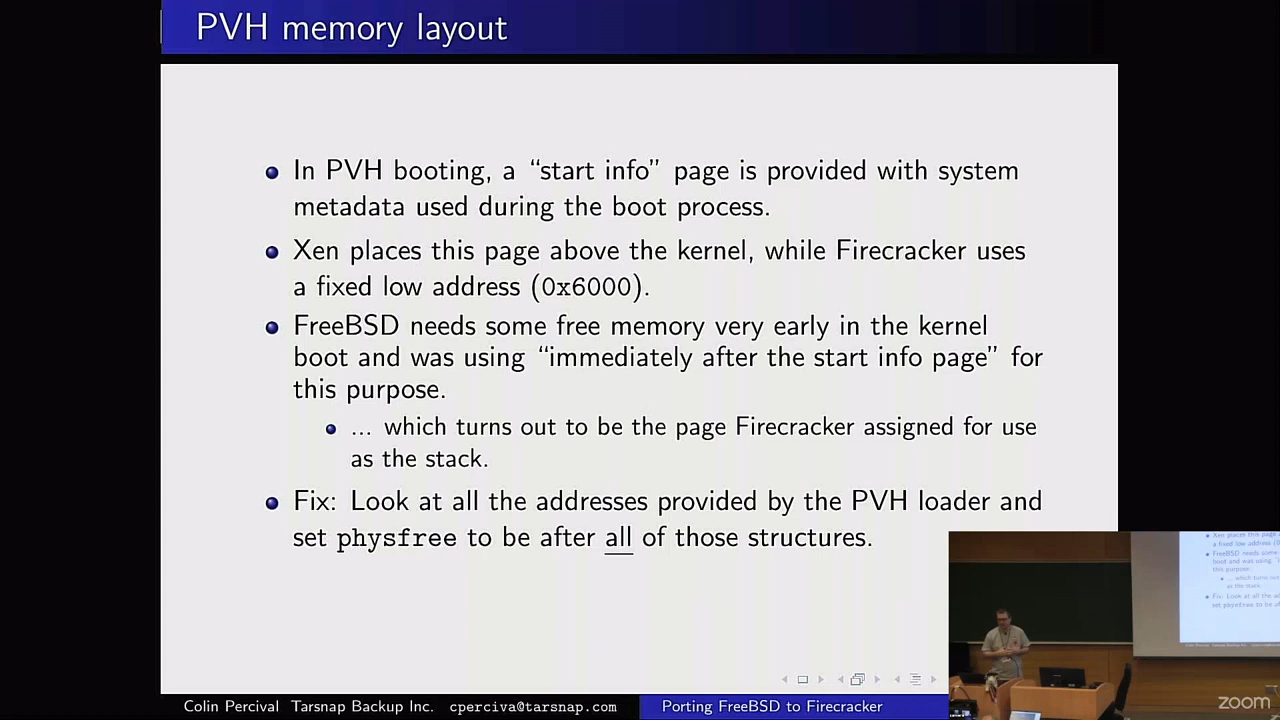 PVH memory layout
In PVH booting, a “start info” page is provided with system
metadata used during the boot process.
Xen places this page above the kernel, while Firecracker uses
a fixed low address (0x6000).
FreeBSD needs some free memory very early in the kernel
boot and was using “immediately after the start info page” for
this purpose.
... which turns out to be the page Firecracker assigned for use
as the stack.
Fix: Look at all the addresses provided by the PVH loader and
set physfree to be after all of those structures.
Colin Percival Tarsnap Backup Inc. cperciva@tarsnap.com
Porting FreeBSD to Firecracker
zoom